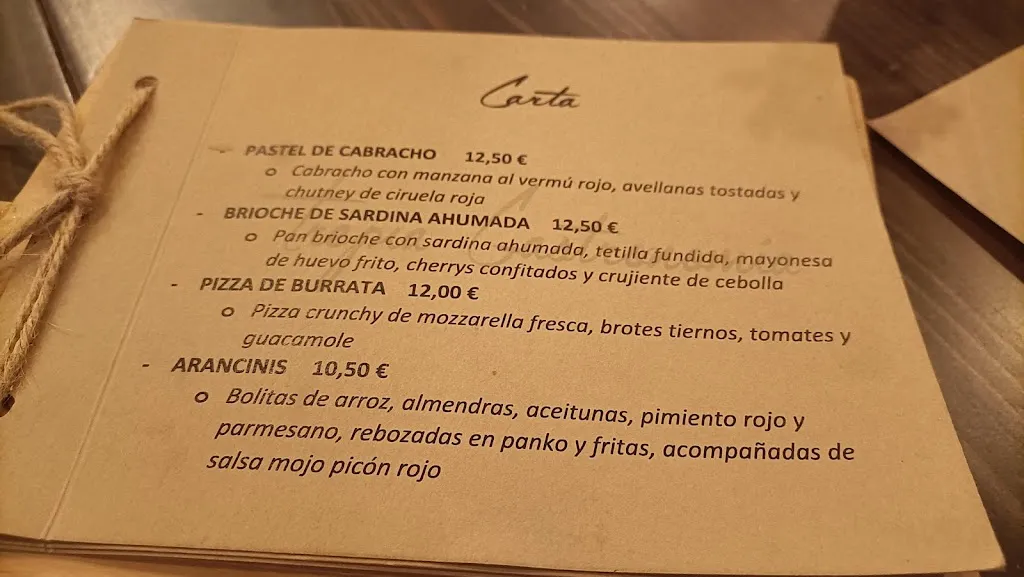 Carta
- PASTEL DE CABRACHO 12,50 €
o Cabracho con manzana al vermú rojo, avellanas tostadas y
chutney de ciruela roja
- BRIOCHE DE SARDINA AHUMADA 12,50 €
o Pan brioche con sardina ahumada, tetilla fundida, mayonesa
de huevo frito, cherrys confitados y crujiente de cebolla
- PIZZA DE BURRATA 12,00 €
o Pizza crunchy de mozzarella fresca, brotes tiernos, tomates y
guacamole
- ARANCINIS 10,50 €
o Bolitas de arroz, almendras, aceitunas, pimiento rojo y
parmesano, rebozadas en panko y fritas, acompañadas de
salsa mojo picón rojo